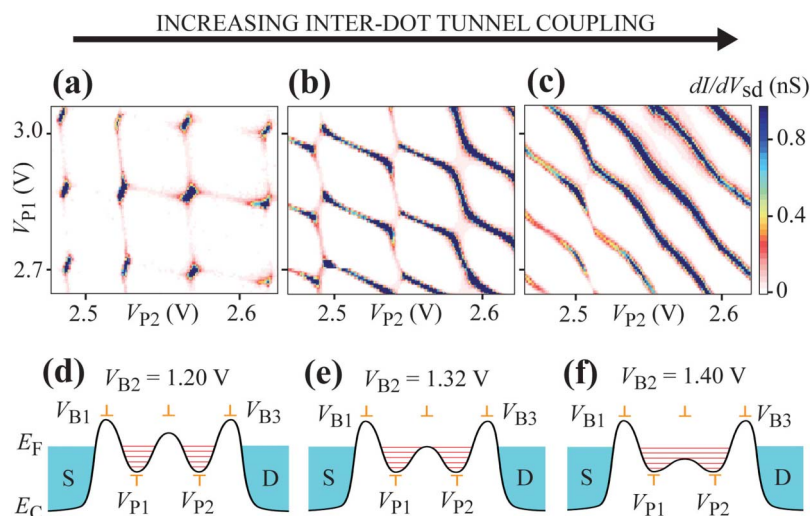 INCREASING INTER-DOT TUNNEL COUPLING
(a) (b) (c) dI/dVsd (nS)
3.0
2.7
VP1 (V)
0.8
0.4
0
2.5 VP2 (V) 2.6
2.5 VP2 (V) 2.6
2.5 VP2 (V) 2.6
(d) VB2 = 1.20 V
VB1 VB3
EF
S D
EC
VP1 VP2
(e) VB2 = 1.32 V
VB1 VB3
S D
VP1 VP2
(f) VB2 = 1.40 V
VB1 VB3
S D
VP1 VP2